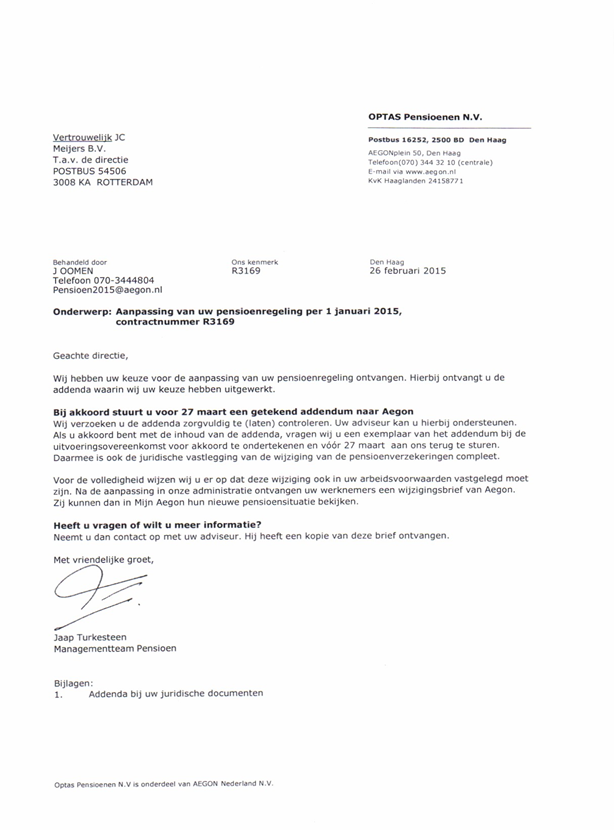 OPTAS Pensioenen N.V.
Postbus 16252, 2500 BD Den Haag
AEGONplein 50, Den Haag
Telefoon(070) 344 32 10 (centrale)
E-mail via www.aegon.nl
KvK Haaglanden 24158771
Vertrouwelijk JC
Meijers B.V.
T.a.v. de directie
POSTBUS 54506
3008 KA ROTTERDAM
Behandeld door
J OOMEN
Telefoon 070-3444804
Pensioen2015@aegon.nl
Ons kenmerk
R3169
Den Haag
26 februari 2015
Onderwerp: Aanpassing van uw pensioenregeling per 1 januari 2015,
contractnummer R3169
Geachte directie,
Wij hebben uw keuze voor de aanpassing van uw pensioenregeling ontvangen. Hierbij ontvangt u de
addenda waarin wij uw keuze hebben uitgewerkt.
Bij akkoord stuurt u voor 27 maart een getekend addendum naar Aegon
Wij verzoeken u de addenda zorgvuldig te (laten) controleren. Uw adviseur kan u hierbij ondersteunen.
Als u akkoord bent met de inhoud van de addenda, vragen wij u een exemplaar van het addendum bij de
uitvoeringsovereenkomst voor akkoord te ondertekenen en vóór 27 maart aan ons terug te sturen.
Daarmee is ook de juridische vastlegging van de wijziging van de pensioenverzekeringen compleet.
Voor de volledigheid wijzen wij u er op dat deze wijziging ook in uw arbeidsvoorwaarden vastgelegd moet
zijn. Na de aanpassing in onze administratie ontvangen uw werknemers een wijzigingsbrief van Aegon.
Zij kunnen dan in Mijn Aegon hun nieuwe pensioensituatie bekijken.
Heeft u vragen of wilt u meer informatie?
Neemt u dan contact op met uw adviseur. Hij heeft een kopie van deze brief ontvangen.
Met vriendelijke groet,
Jaap Turkesteen
Managementteam Pensioen
Bijlagen:
1. Addenda bij uw juridische documenten
Optas Pensioenen N.V is onderdeel van AEGON Nederland N.V.